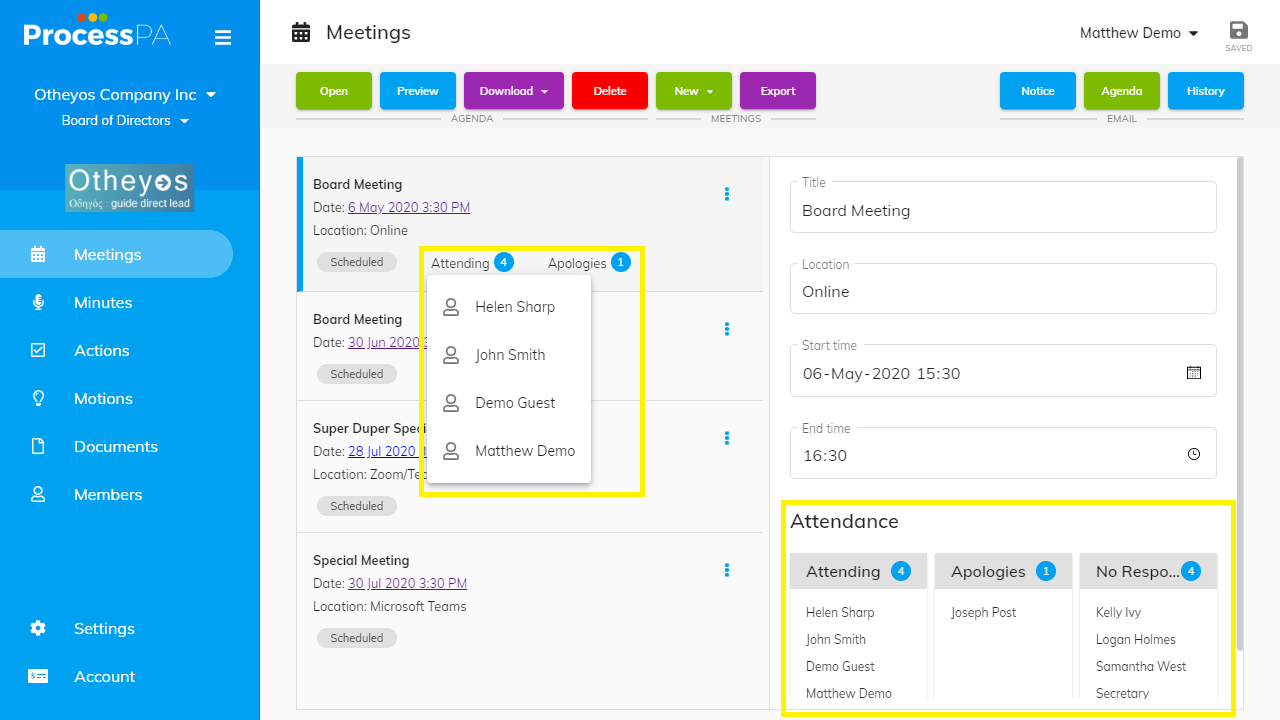 ProcessPA
Otheyos Company Inc
Board of Directors
Otheyos
Οδηγός : guide direct lead
Meetings
Minutes
Actions
Motions
Documents
Members
Settings
Account
Meetings
Matthew Demo
SAVED
Open
Preview
Download
Delete
New
Export
Notice
Agenda
History
AGENDA
MEETINGS
EMAIL
Board Meeting
Date: 6 May 2020 3:30 PM
Location: Online
Scheduled
Attending 4
Apologies 1
Helen Sharp
John Smith
Demo Guest
Matthew Demo
Board Meeting
Date: 30 Jun 2020
Scheduled
Super Duper Speci
Date: 28 Jul 2020
Location: Zoom/Te
Scheduled
Special Meeting
Date: 30 Jul 2020 3:30 PM
Location: Microsoft Teams
Scheduled
Title
Board Meeting
Location
Online
Start time
06-May-2020 15:30
End time
16:30
Attendance
Attending 4
Helen Sharp
John Smith
Demo Guest
Matthew Demo
Apologies 1
Joseph Post
No Respo... 4
Kelly Ivy
Logan Holmes
Samantha West
Secretary